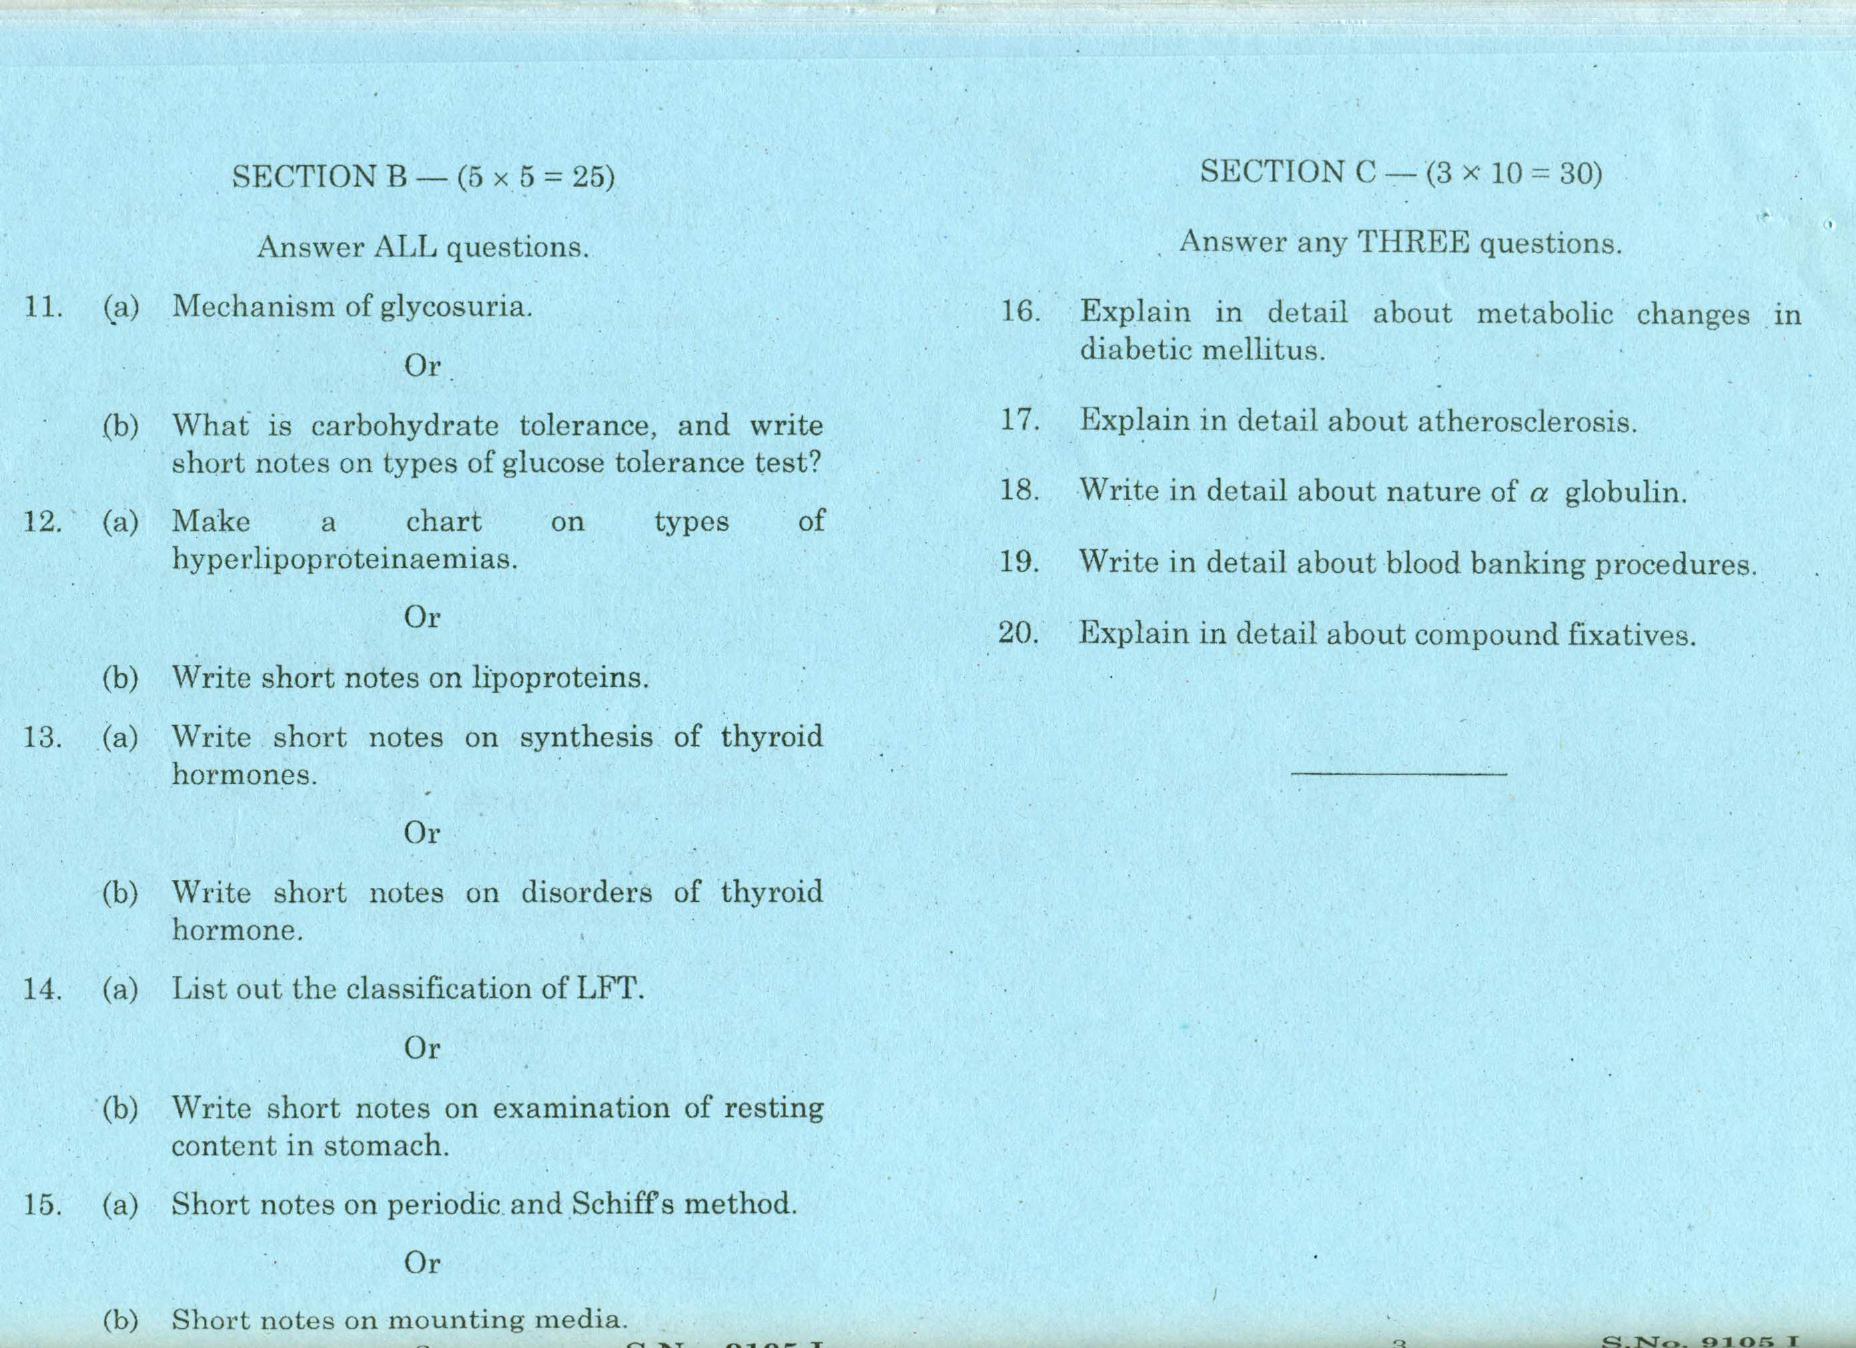 SECTION B — (5 × 5 = 25)
Answer ALL questions.
11. (a) Mechanism of glycosuria.
Or
(b) What is carbohydrate tolerance, and write
short notes on types of glucose tolerance test?
12. (a) Make a chart on types of
hyperlipoproteinaemias.
Or
(b) Write short notes on lipoproteins.
13. (a) Write short notes on synthesis of thyroid
hormones.
Or
(b) Write short notes on disorders of thyroid
hormone.
14. (a) List out the classification of LFT.
Or
(b) Write short notes on examination of resting
content in stomach.
15. (a) Short notes on periodic and Schiff's method.
Or
(b) Short notes on mounting media.
S.No. 9105 I
SECTION C — (3 × 10 = 30)
Answer any THREE questions.
16. Explain in detail about metabolic changes in
diabetic mellitus.
17. Explain in detail about atherosclerosis.
18. Write in detail about nature of α globulin.
19. Write in detail about blood banking procedures.
20. Explain in detail about compound fixatives.
3 S.No. 9105 I